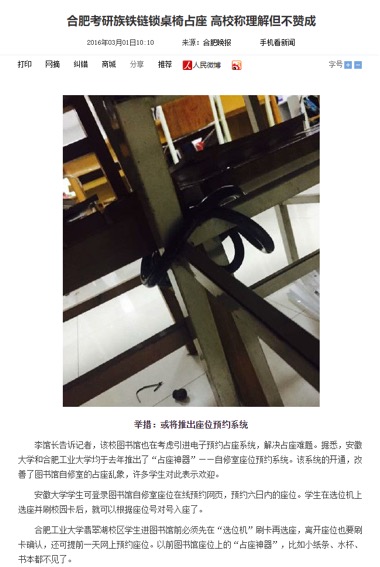 合肥考研族铁链锁桌椅占座 高校称理解但不赞成
2016年03月01日10:10 来源：合肥晚报 手机看新闻
打印 网摘 纠错 商城 分享 推荐 人民微博 字号
举措：或将推出座位预约系统
李馆长告诉记者，该校图书馆也在考虑引进电子预约占座系统，解决占座难题。据悉，安徽
大学和合肥工业大学均于去年推出了“占座神器”——自修室座位预约系统。该系统的开通，改
善了图书馆自修室的占座乱象，许多学生对此表示欢迎。
安徽大学学生可登录图书馆自修室座位在线预约网页，预约六日内的座位。学生在选位机上
选座并刷校园卡后，就可以根据座位号对号入座了。
合肥工业大学翡翠湖校区学生进图书馆前必须先在“选位机”刷卡再选座，离开座位也要刷
卡确认，还可提前一天网上预约座位。以前图书馆座位上的“占座神器”，比如小纸条、水杯、
书本都不见了。